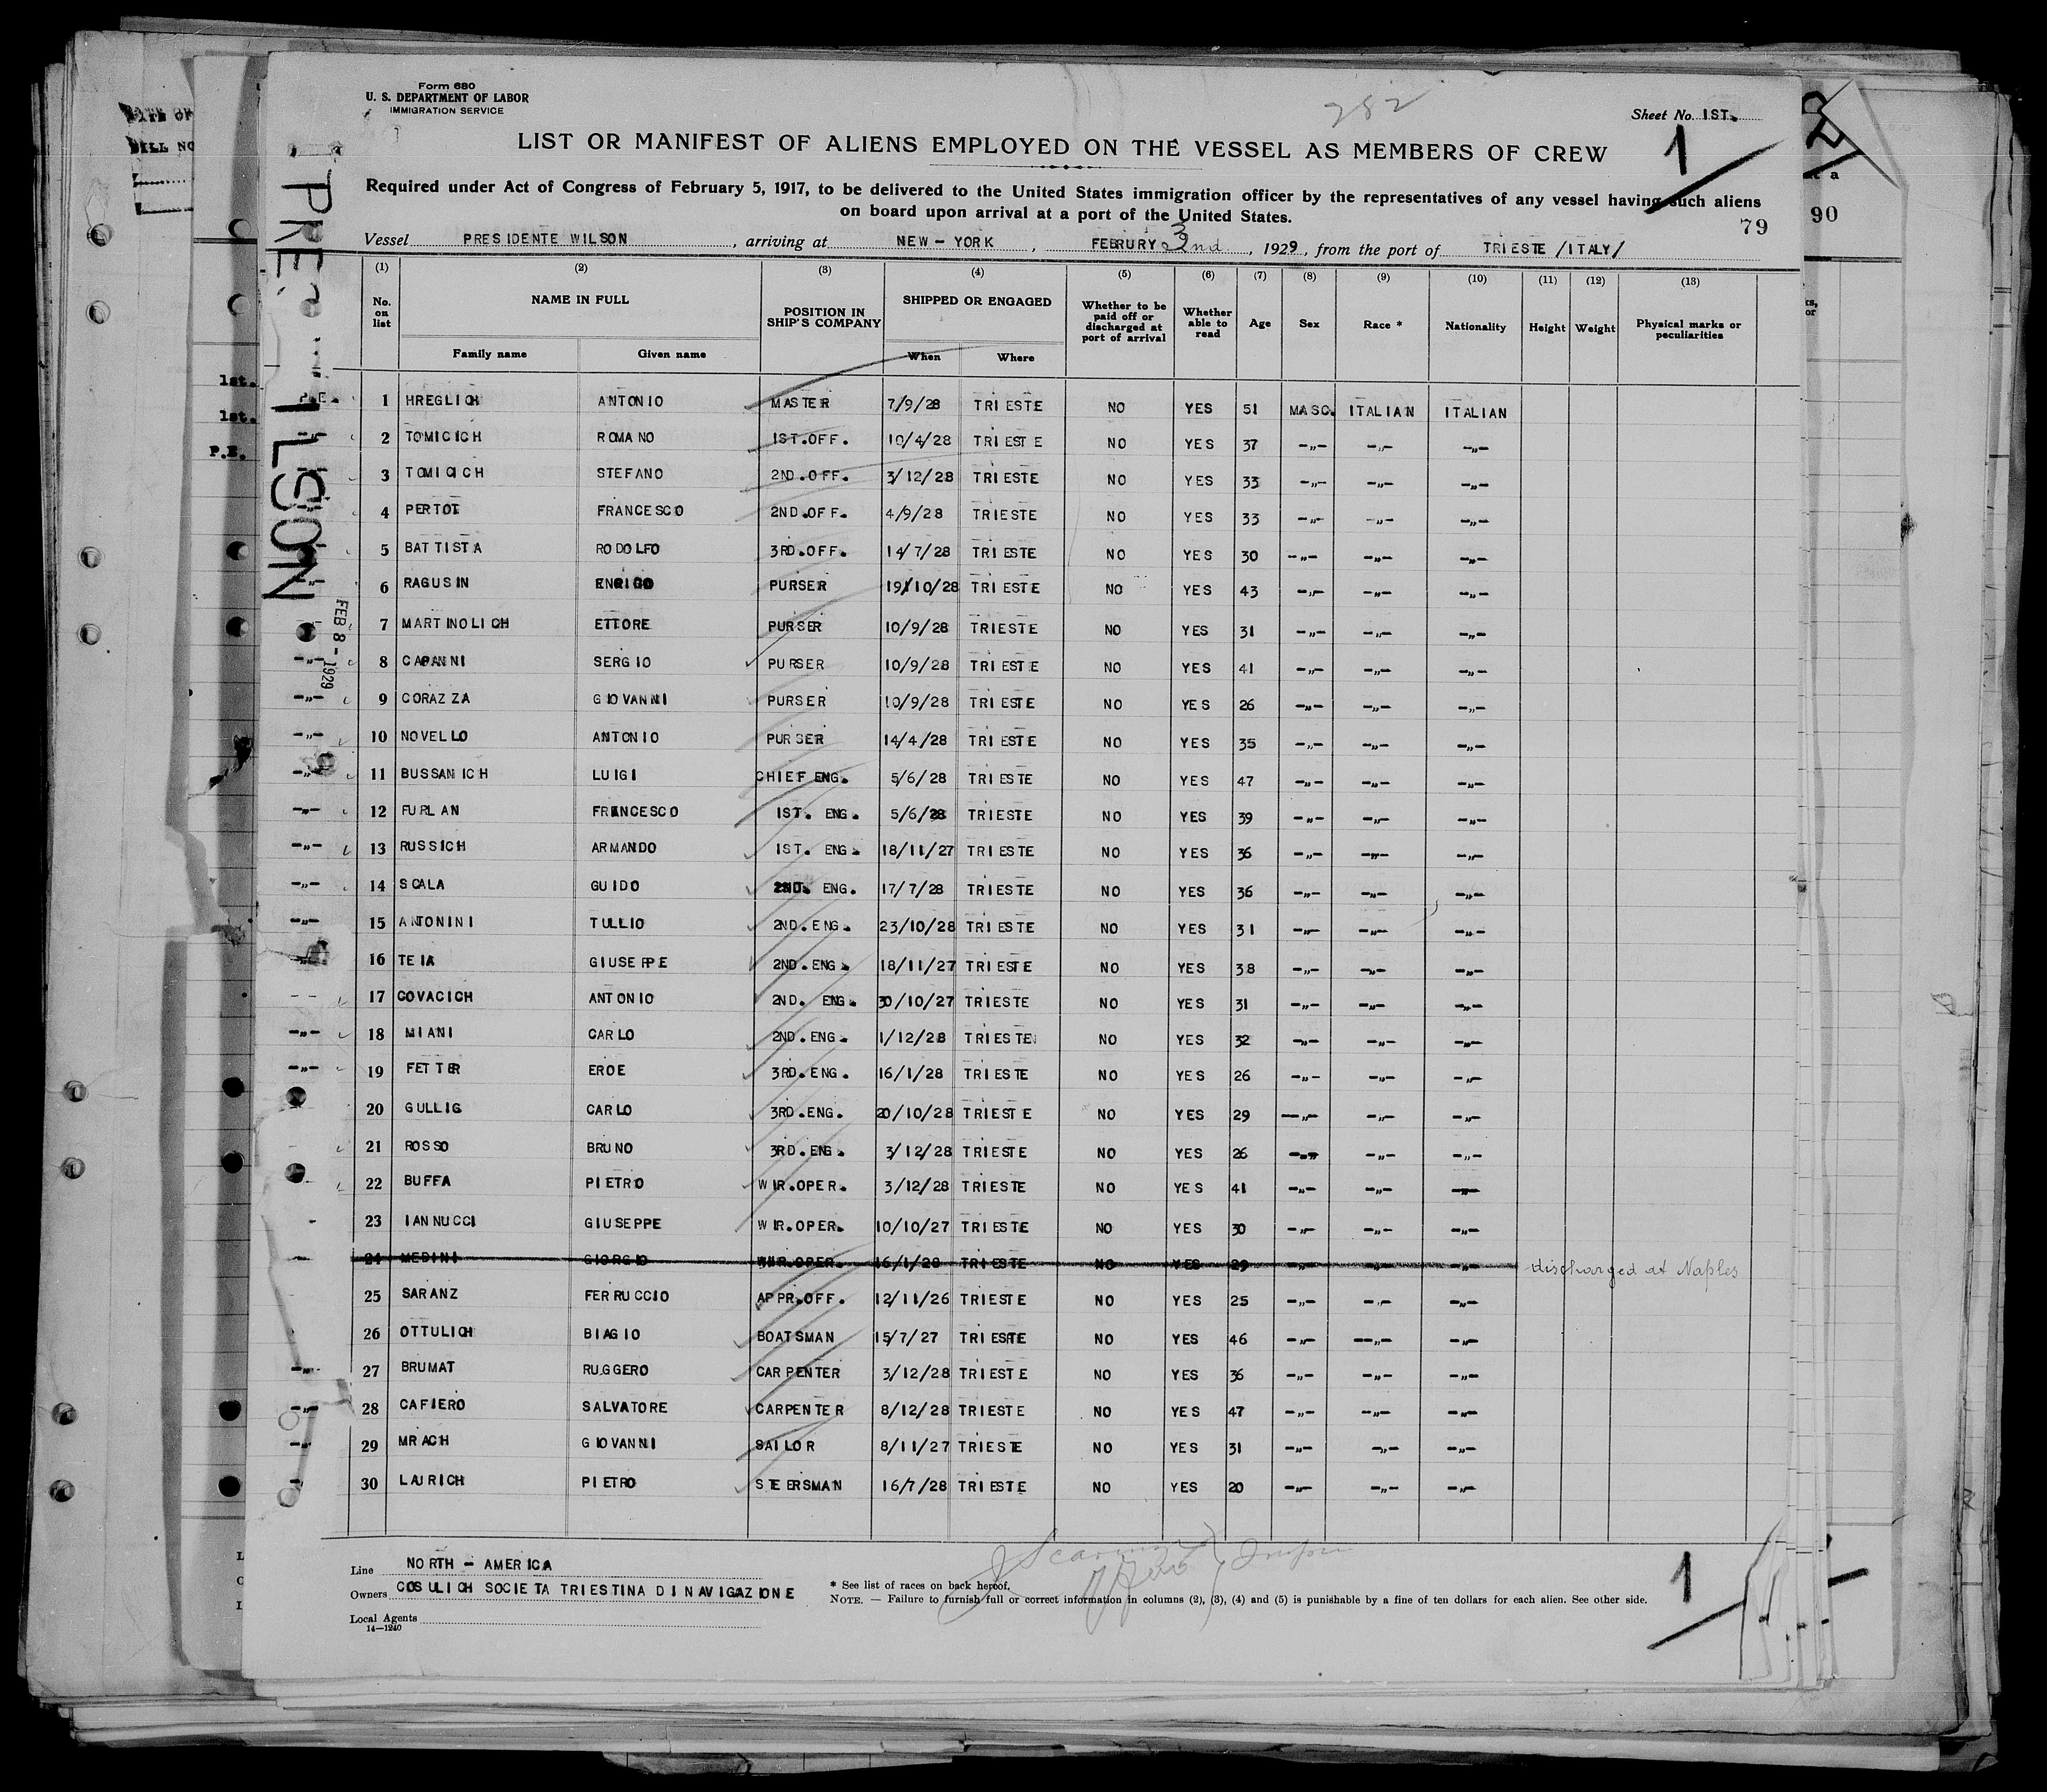 Form 680
U. S. DEPARTMENT OF LABOR
IMMIGRATION SERVICE
252
Sheet No. 1ST.
LIST OR MANIFEST OF ALIENS EMPLOYED ON THE VESSEL AS MEMBERS OF CREW
1
Required under Act of Congress of February 5, 1917, to be delivered to the United States immigration officer by the representatives of any vessel having such aliens
on board upon arrival at a port of the United States.
79
90
Vessel PRESIDENTE WILSON, arriving at NEW-YORK, FEBRURY 3 2nd, 1929, from the port of TRIESTE /ITALY/
(1) (2) (3) (4) (5) (6) (7) (8) (9) (10) (11) (12) (13)
No. on list NAME IN FULL POSITION IN SHIP'S COMPANY SHIPPED OR ENGAGED Whether to be paid off or discharged at port of arrival Whether able to read Age Sex Race * Nationality Height Weight Physical marks or peculiarities
Family name Given name When Where
1 HREGLICH ANTONIO MASTER 7/9/28 TRIESTE NO YES 51 MASC. ITALIAN ITALIAN
2 TOMICICH ROMANO 1ST.OFF. 10/4/28 TRIESTE NO YES 37 -"- -"- -"-
3 TOMICICH STEFANO 2ND.OFF. 3/12/28 TRIESTE NO YES 33 -"- -"- -"-
4 PERTOT FRANCESCO 2ND.OFF. 4/9/28 TRIESTE NO YES 33 -"- -"- -"-
5 BATTISTA RODOLFO 3RD.OFF. 14/7/28 TRIESTE NO YES 30 -"- -"- -"-
6 RAGUSIN ENRICO PURSER 19/10/28 TRIESTE NO YES 43 -"- -"- -"-
7 MARTINOLICH ETTORE PURSER 10/9/28 TRIESTE NO YES 31 -"- -"- -"-
8 CAPANNI SERGIO PURSER 10/9/28 TRIESTE NO YES 41 -"- -"- -"-
9 CORAZZA GIOVANNI PURSER 10/9/28 TRIESTE NO YES 26 -"- -"- -"-
10 NOVELLO ANTONIO PURSER 14/4/28 TRIESTE NO YES 35 -"- -"- -"-
11 BUSSANICH LUIGI CHIEF ENG. 5/6/28 TRIESTE NO YES 47 -"- -"- -"-
12 FURLAN FRANCESCO 1ST. ENG. 5/6/28 TRIESTE NO YES 39 -"- -"- -"-
13 RUSSICH ARMANDO 1ST. ENG. 18/11/27 TRIESTE NO YES 36 -"- -"- -"-
14 SCALA GUIDO 2ND. ENG. 17/7/28 TRIESTE NO YES 36 -"- -"- -"-
15 ANTONINI TULLIO 2ND.ENG. 23/10/28 TRIESTE NO YES 31 -"- -"- -"-
16 TEIA GIUSEPPE 2ND.ENG. 18/11/27 TRIESTE NO YES 38 -"- -"- -"-
17 COVACICH ANTONIO 2ND. ENG. 30/10/27 TRIESTE NO YES 31 -"- -"- -"-
18 MIANI CARLO 2ND.ENG. 1/12/28 TRIESTE NO YES 32 -"- -"- -"-
19 FETTER EROE 3RD.ENG. 16/1/28 TRIESTE NO YES 26 -"- -"- -"-
20 GULLIG CARLO 3RD.ENG. 20/10/28 TRIESTE NO YES 29 -"- -"- -"-
21 ROSSO BRUNO 3RD.ENG. 3/12/28 TRIESTE NO YES 26 -"- -"- -"-
22 BUFFA PIETRO WIR.OPER. 3/12/28 TRIESTE NO YES 41 -"- -"- -"-
23 IANNUCCI GIUSEPPE WIR.OPER. 10/10/27 TRIESTE NO YES 30 -"- -"- -"-
24 MEDINI GIORGIO WIR.OPER. 16/1/28 TRIESTE NO YES 29 -"- -"- -"- discharged at Naples
25 SARANZ FERRUCCIO APPR.OFF. 12/11/26 TRIESTE NO YES 25 -"- -"- -"-
26 OTTULICH BIAGIO BOATSMAN 15/7/27 TRIESTE NO YES 46 -"- -"- -"-
27 BRUMAT RUGGERO CARPENTER 3/12/28 TRIESTE NO YES 36 -"- -"- -"-
28 CAFIERO SALVATORE CARPENTER 8/12/28 TRIESTE NO YES 47 -"- -"- -"-
29 MRACH GIOVANNI SAILOR 8/11/27 TRIESTE NO YES 31 -"- -"- -"-
30 LAURICH PIETRO STEERSMAN 16/7/28 TRIESTE NO YES 20 -"- -"- -"-
PRES. WILSON
FEB 8 - 1929
1st.
1st.
P.E.
Line NORTH - AMERICA
Owners COSULICH SOCIETA TRIESTINA DI NAVIGAZIONE
Local Agents
14—1240
* See list of races on back hereof.
NOTE. — Failure to furnish full or correct information in columns (2), (3), (4) and (5) is punishable by a fine of ten dollars for each alien. See other side.
1